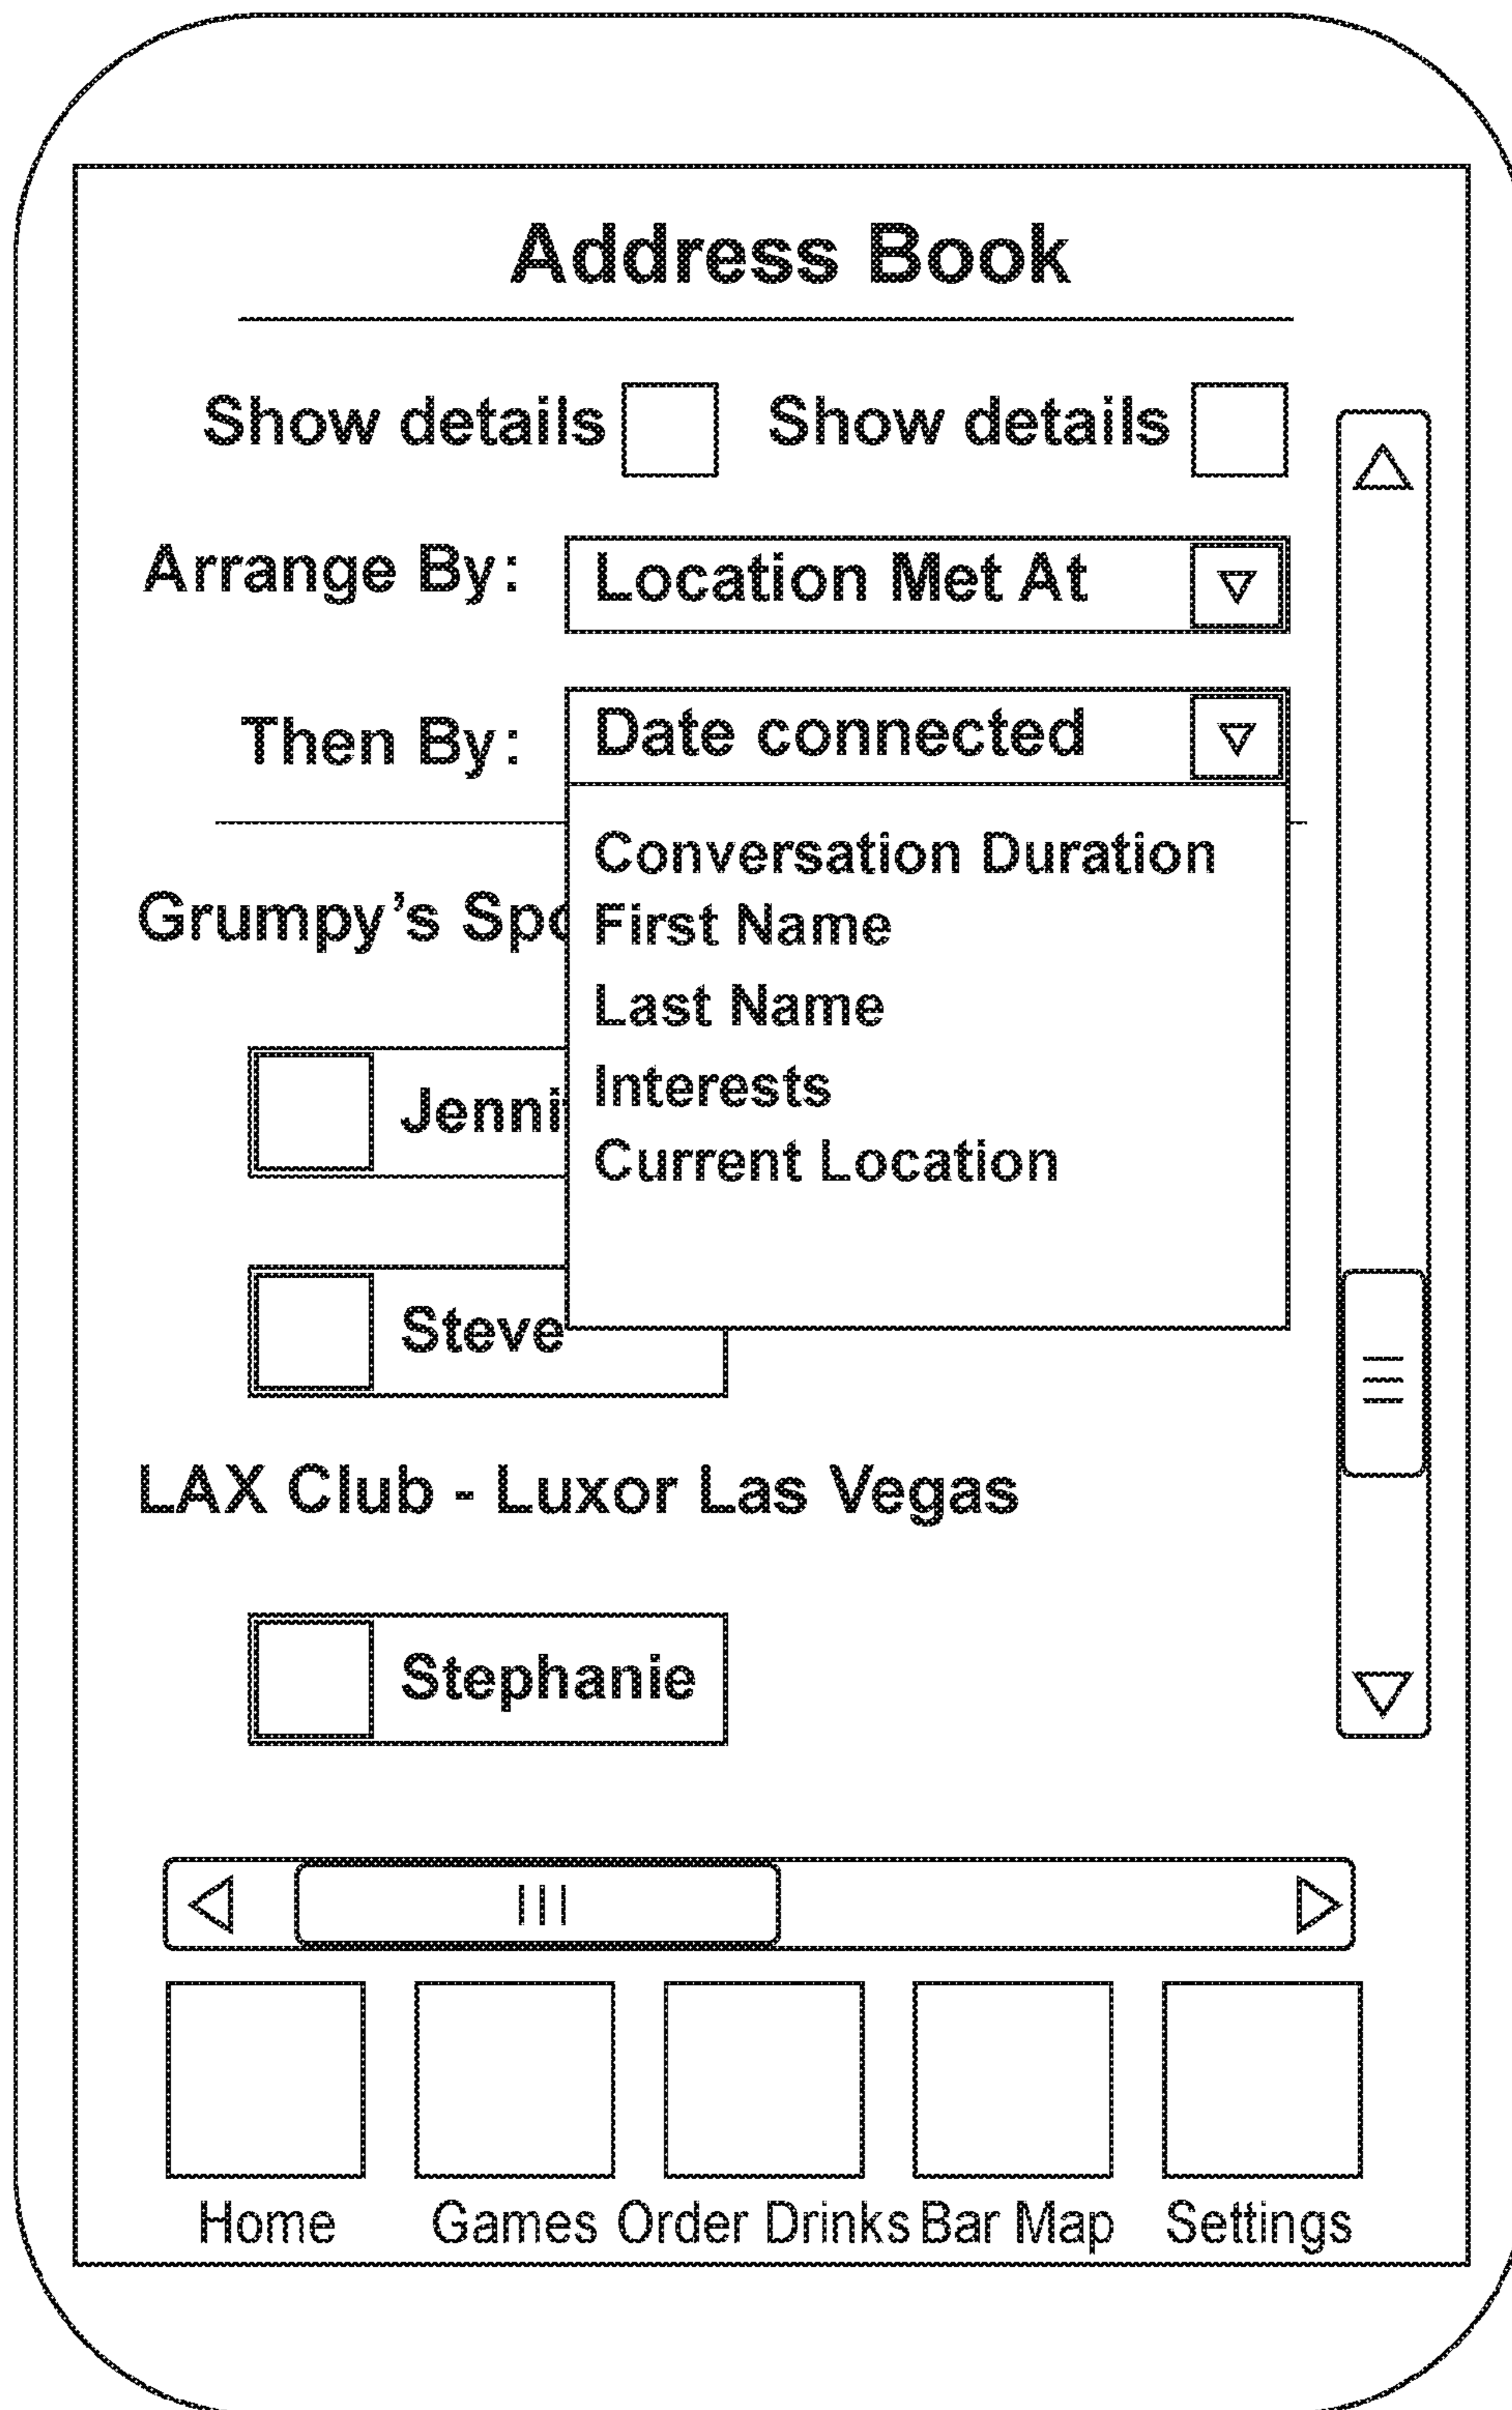 Address Book
Show details Show details
Arrange By: Location Met At
Then By: Date connected
Conversation Duration
Grumpy's
First Name
Last Name
Interests
Current Location
Steve
LAX Club - Luxor Las Vegas
Stephanie
Home Games Order Drinks Bar Map Settings